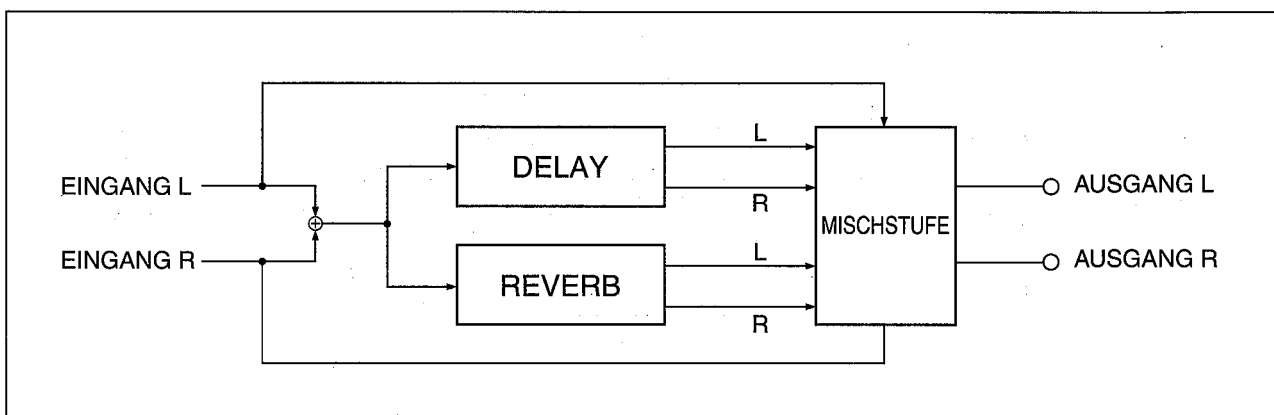 EINGANG L
EINGANG R
DELAY
L
R
REVERB
L
R
MISCHSTUFE
AUSGANG L
AUSGANG R